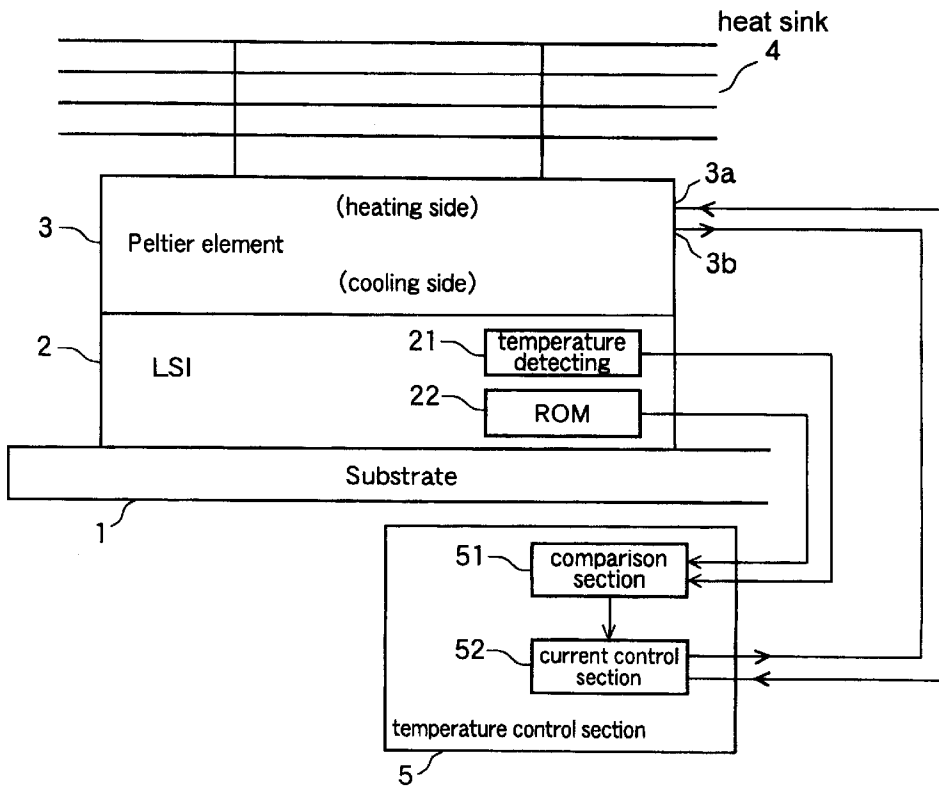 heat sink
4
3a
(heating side)
3
Peltier element
3b
(cooling side)
2
LSI
21
temperature
detecting
22
ROM
Substrate
1
51
comparison
section
52
current control
section
temperature control section
5